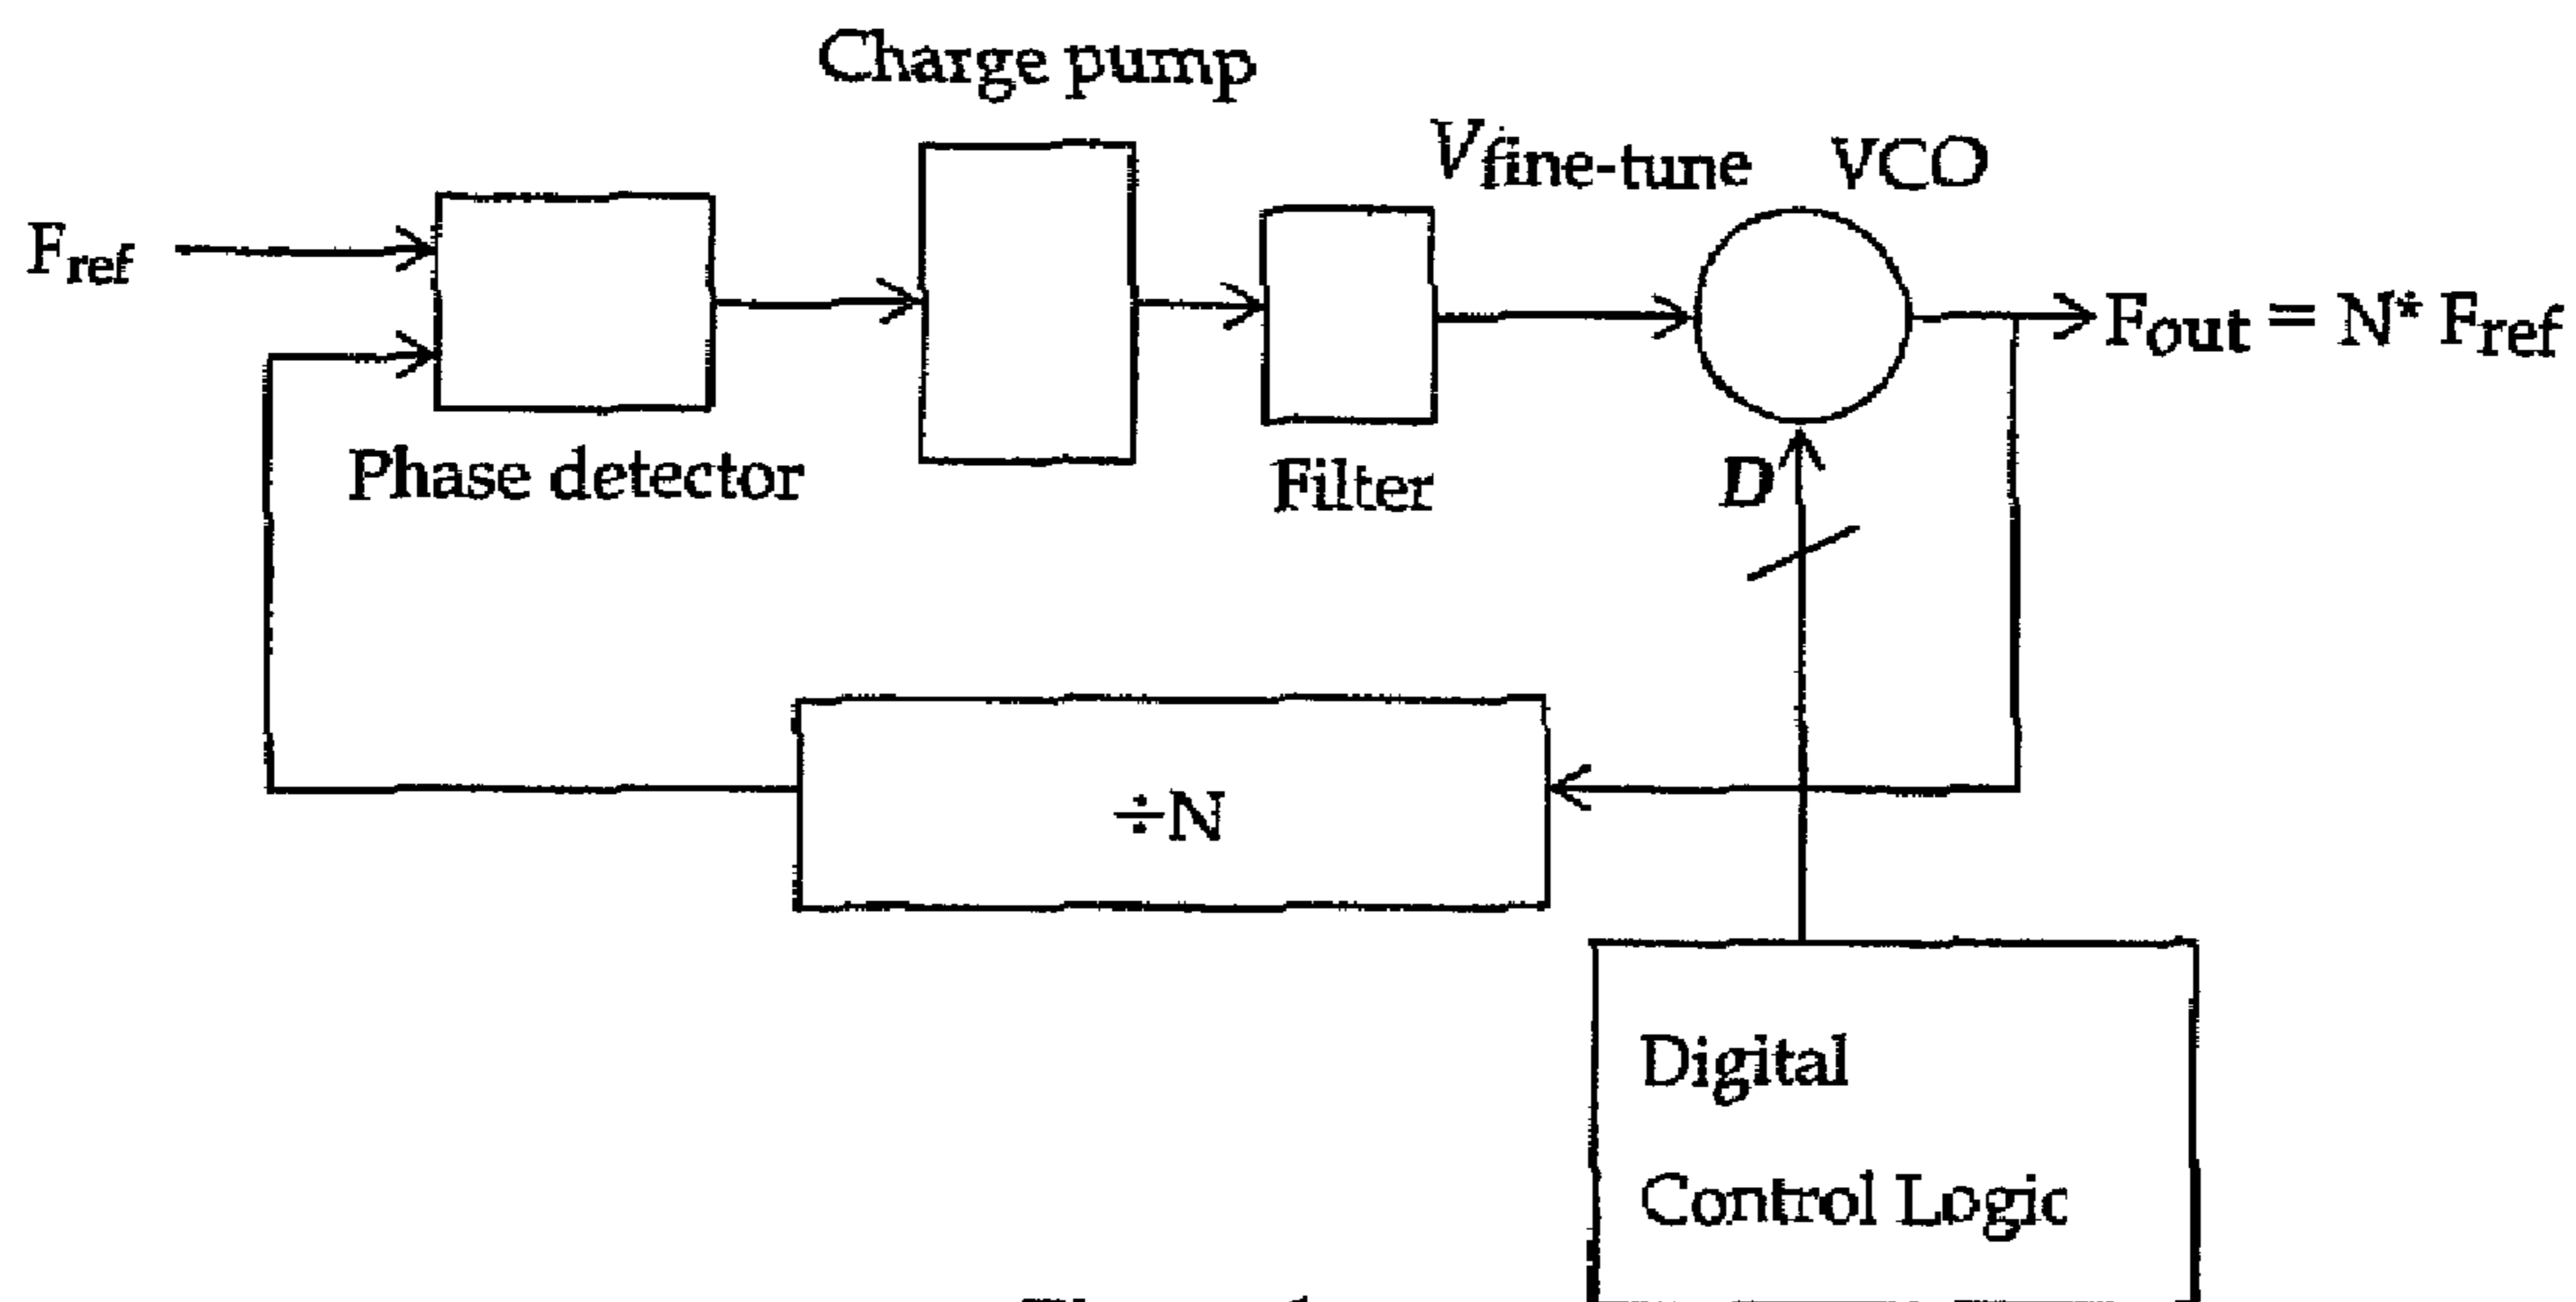 Charge pump
Vfine-tune VCO
Fref
Fout = N* Fref
Phase detector
Filter
D
÷N
Digital
Control Logic